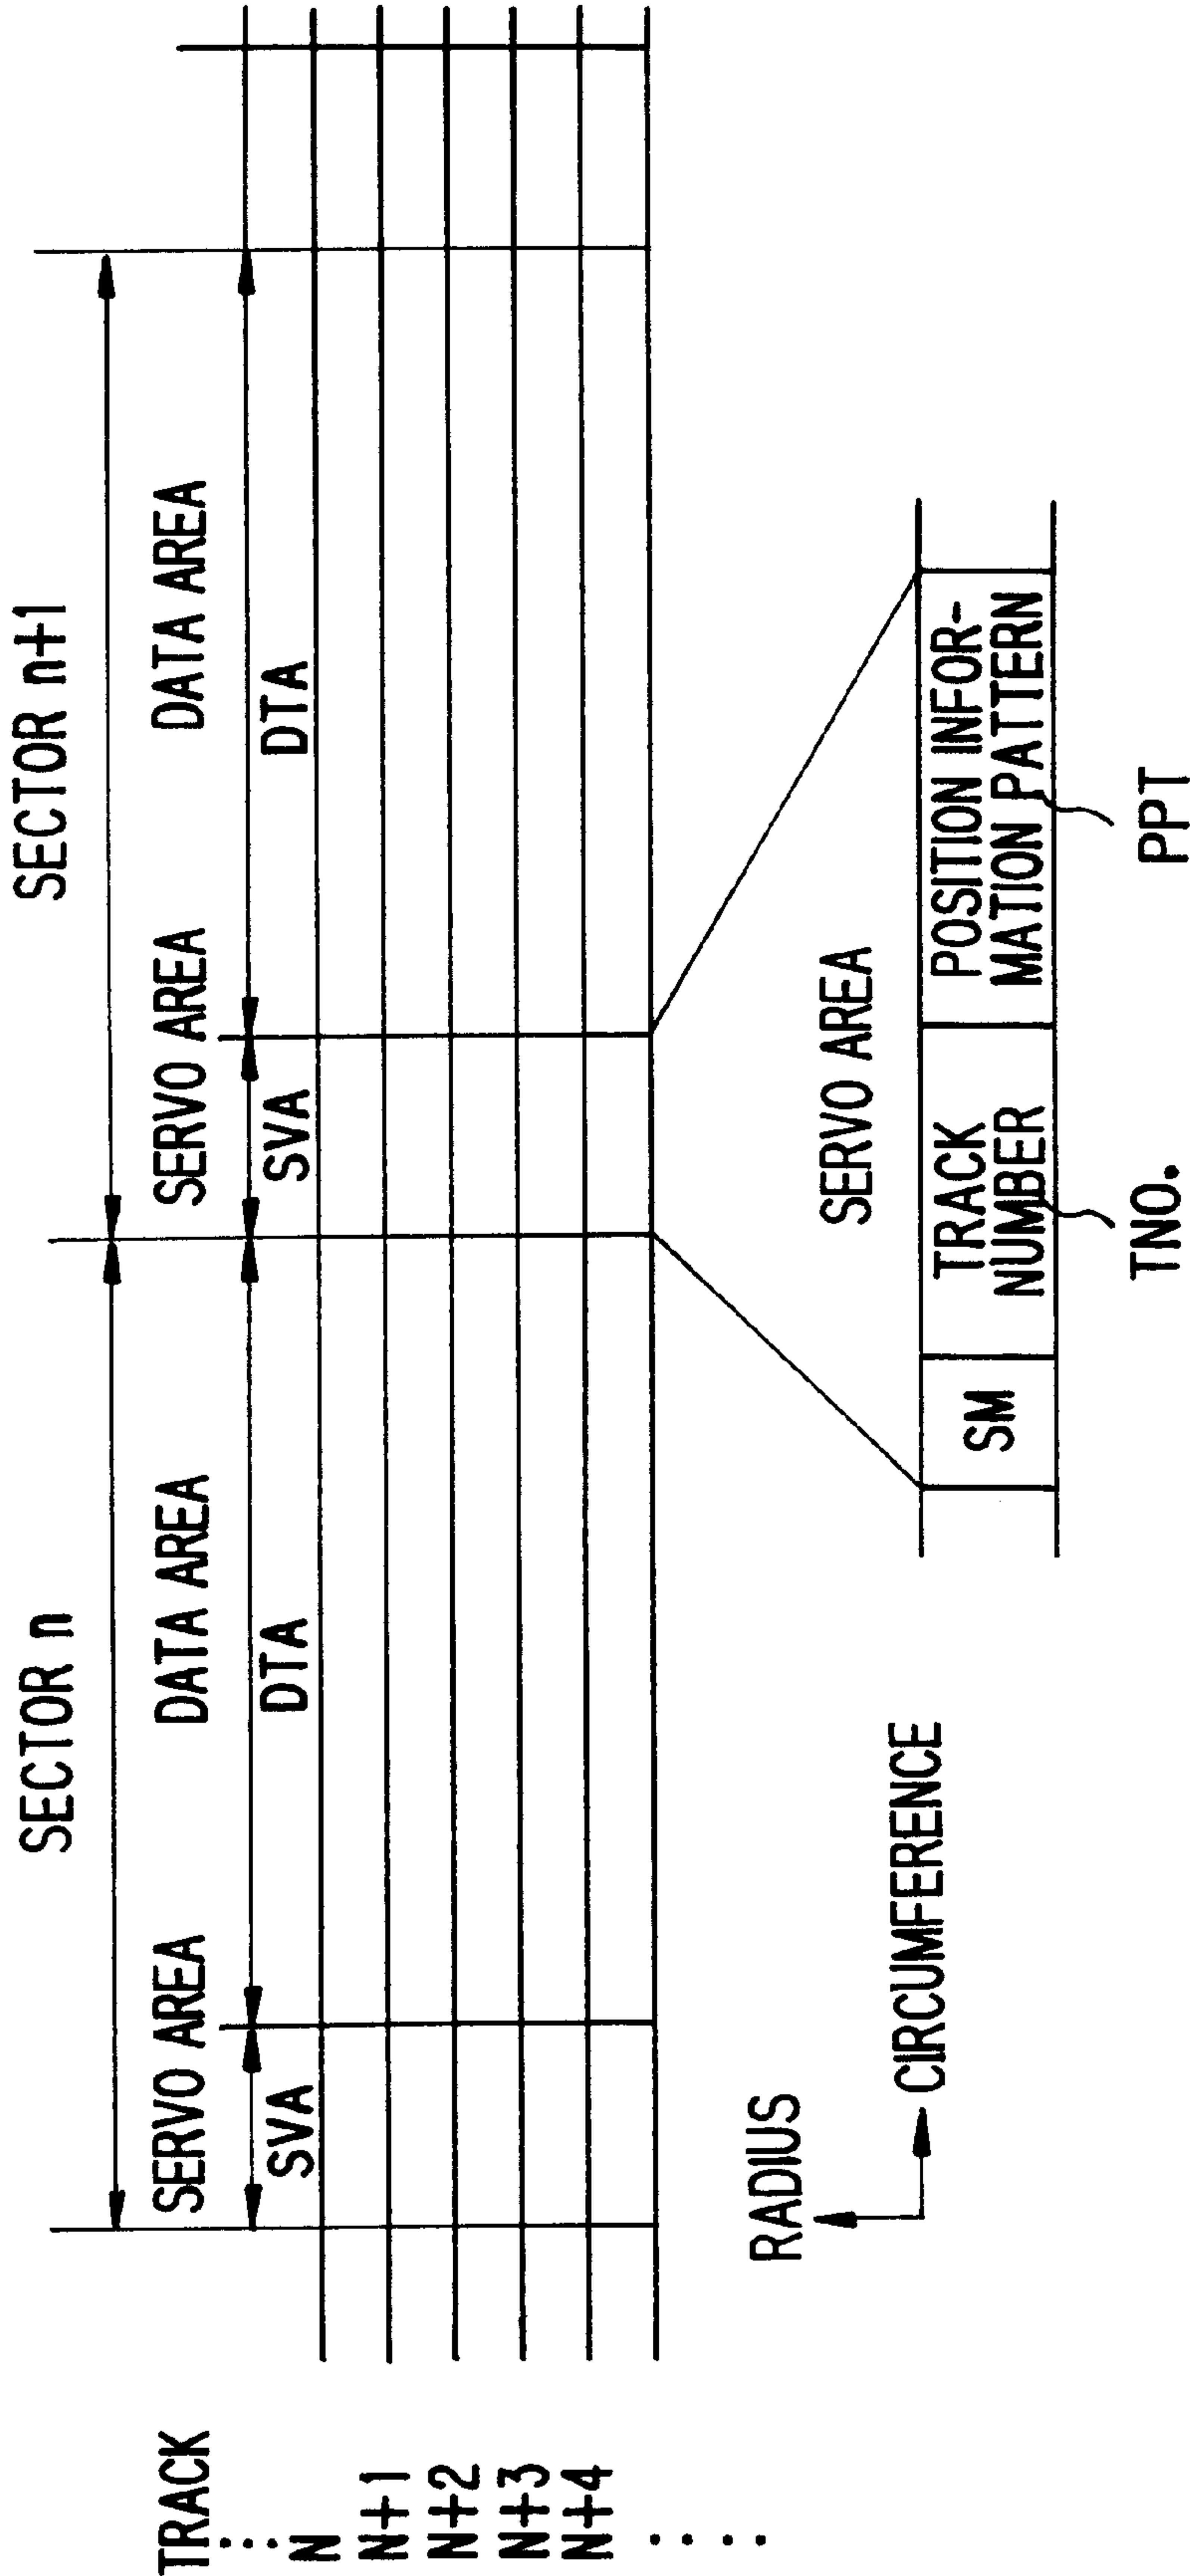 SECTOR n
SECTOR n+1
SERVO AREA
DATA AREA
SERVO AREA
DATA AREA
TRACK
SVA
DTA
SVA
DTA
N
N+1
N+2
N+3
N+4
RADIUS
CIRCUMFERENCE
SERVO AREA
SM
TRACK
NUMBER
POSITION INFOR-
MATION PATTERN
TNO.
PPT